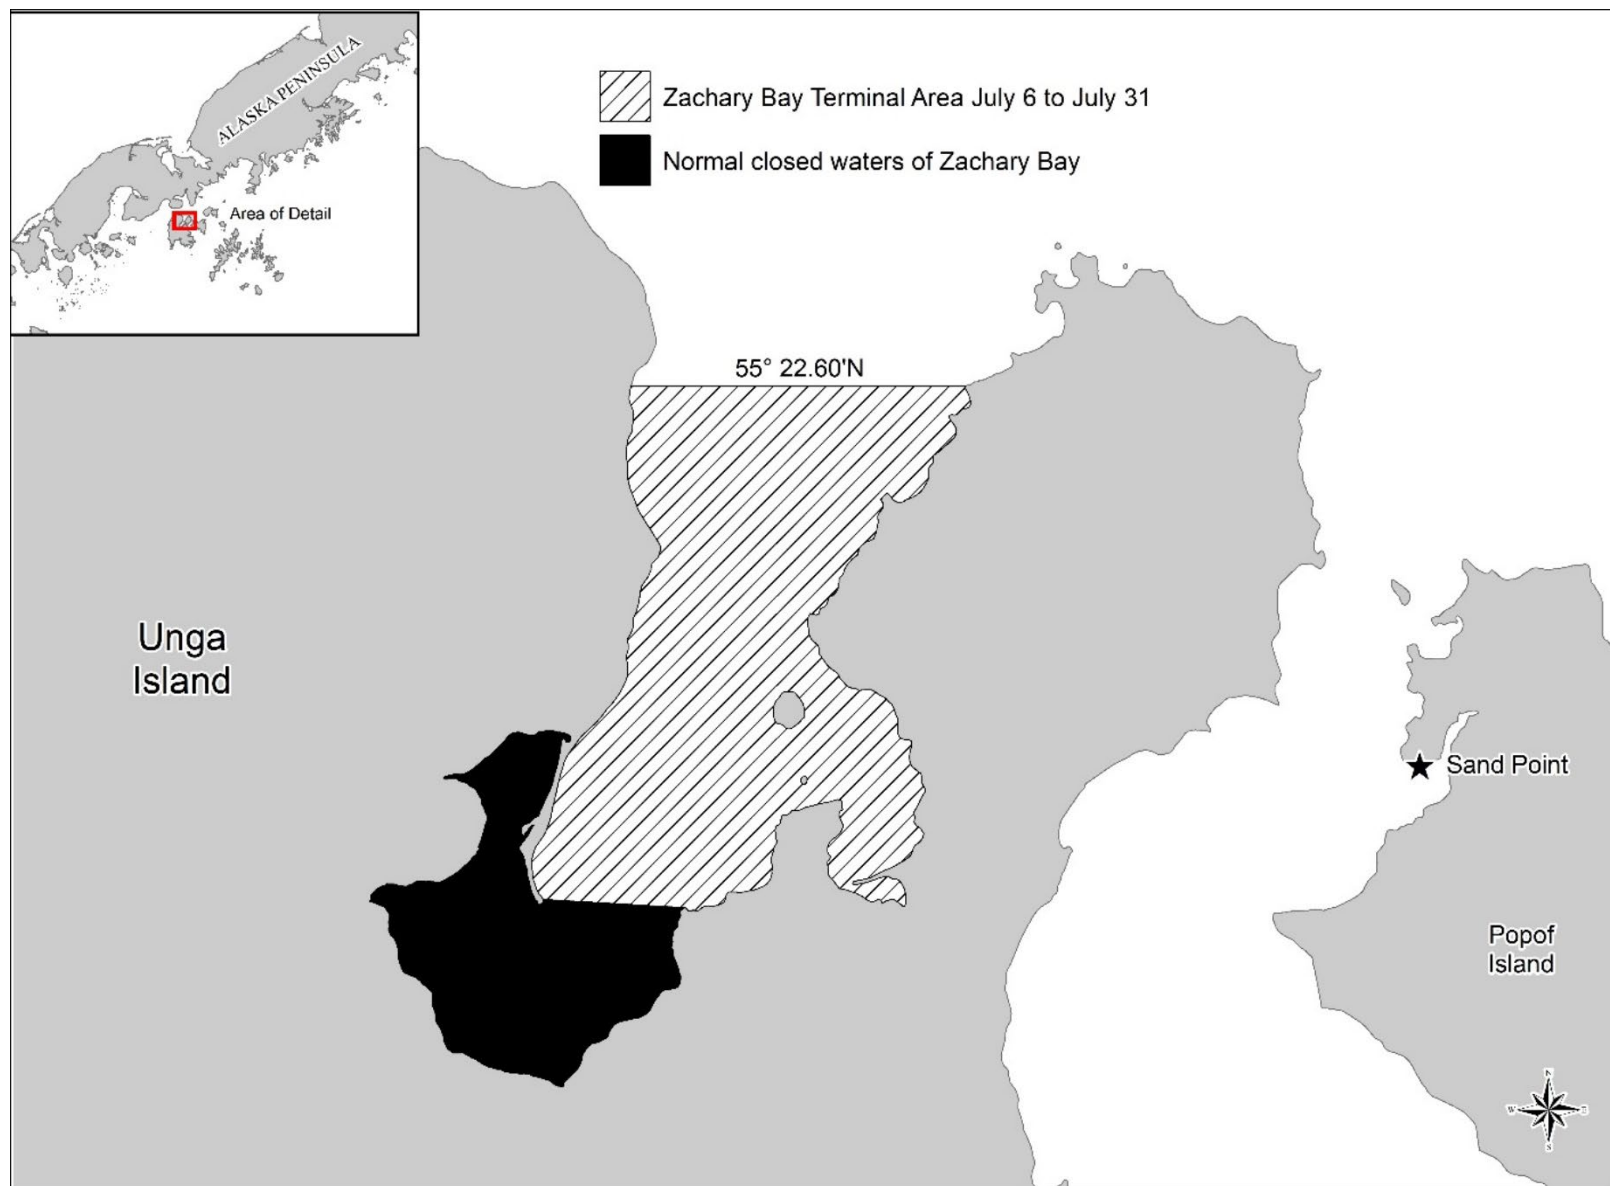 ALASKA PENINSULA
Area of Detail
Zachary Bay Terminal Area July 6 to July 31
Normal closed waters of Zachary Bay
55° 22.60'N
Unga
Island
Sand Point
Popof
Island
N
W
E
S